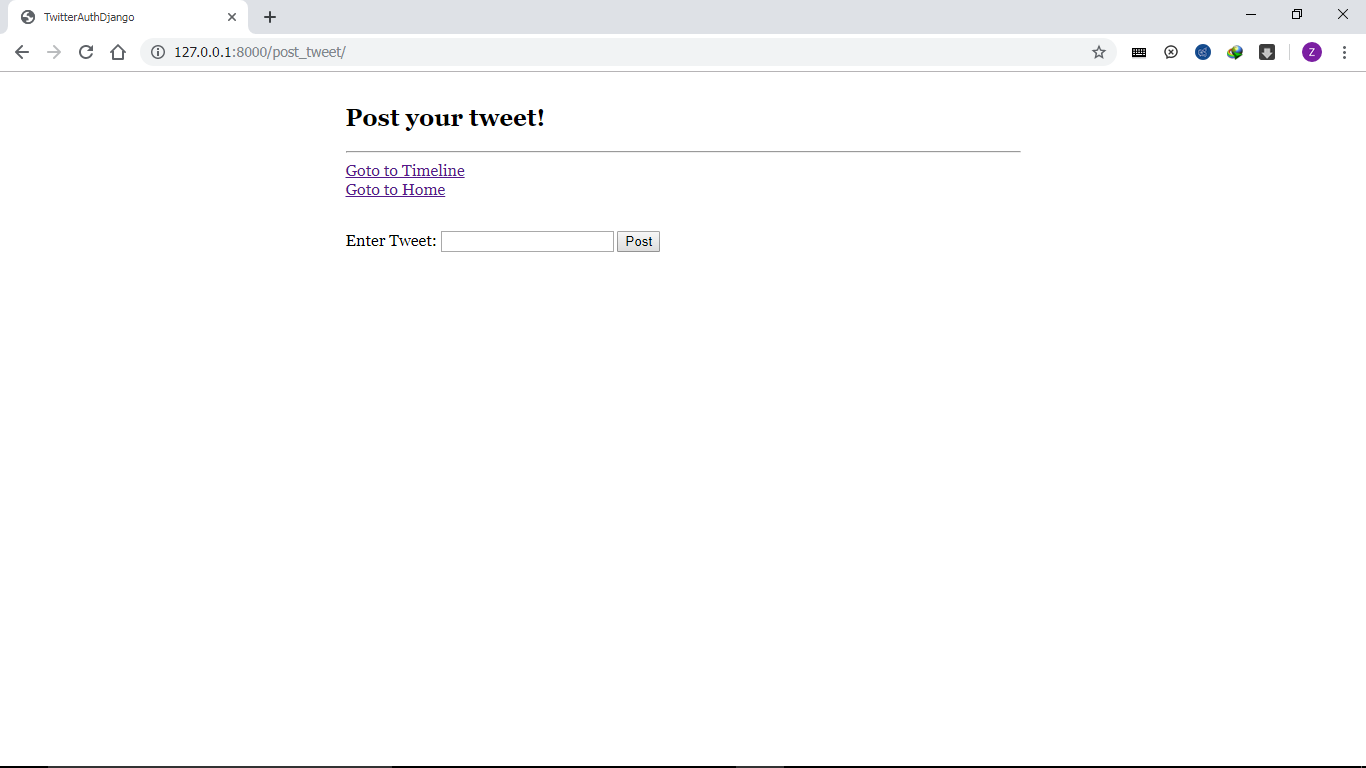 TwitterAuthDjango
127.0.0.1:8000/post_tweet/
Z
Post your tweet!
Goto to Timeline
Goto to Home
Enter Tweet: Post